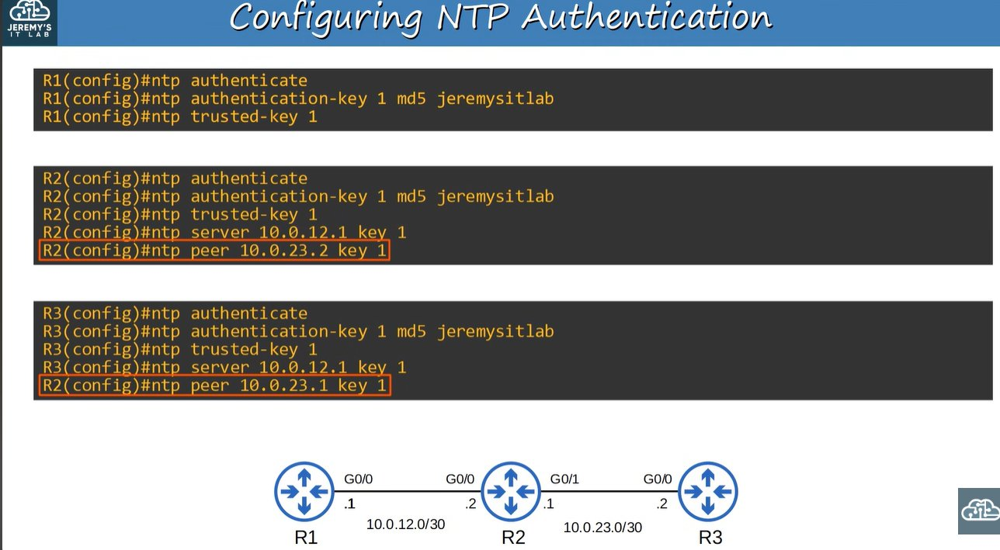 JEREMY'S
IT LAB
Configuring NTP Authentication
R1(config)#ntp authenticate
R1(config)#ntp authentication-key 1 md5 jeremysitlab
R1(config)#ntp trusted-key 1
R2(config)#ntp authenticate
R2(config)#ntp authentication-key 1 md5 jeremysitlab
R2(config)#ntp trusted-key 1
R2(config)#ntp server 10.0.12.1 key 1
R2(config)#ntp peer 10.0.23.2 key 1
R3(config)#ntp authenticate
R3(config)#ntp authentication-key 1 md5 jeremysitlab
R3(config)#ntp trusted-key 1
R3(config)#ntp server 10.0.12.1 key 1
R2(config)#ntp peer 10.0.23.1 key 1
G0/0 G0/0 G0/1 G0/0
.1 .2 .1 .2
10.0.12.0/30 10.0.23.0/30
R1 R2 R3